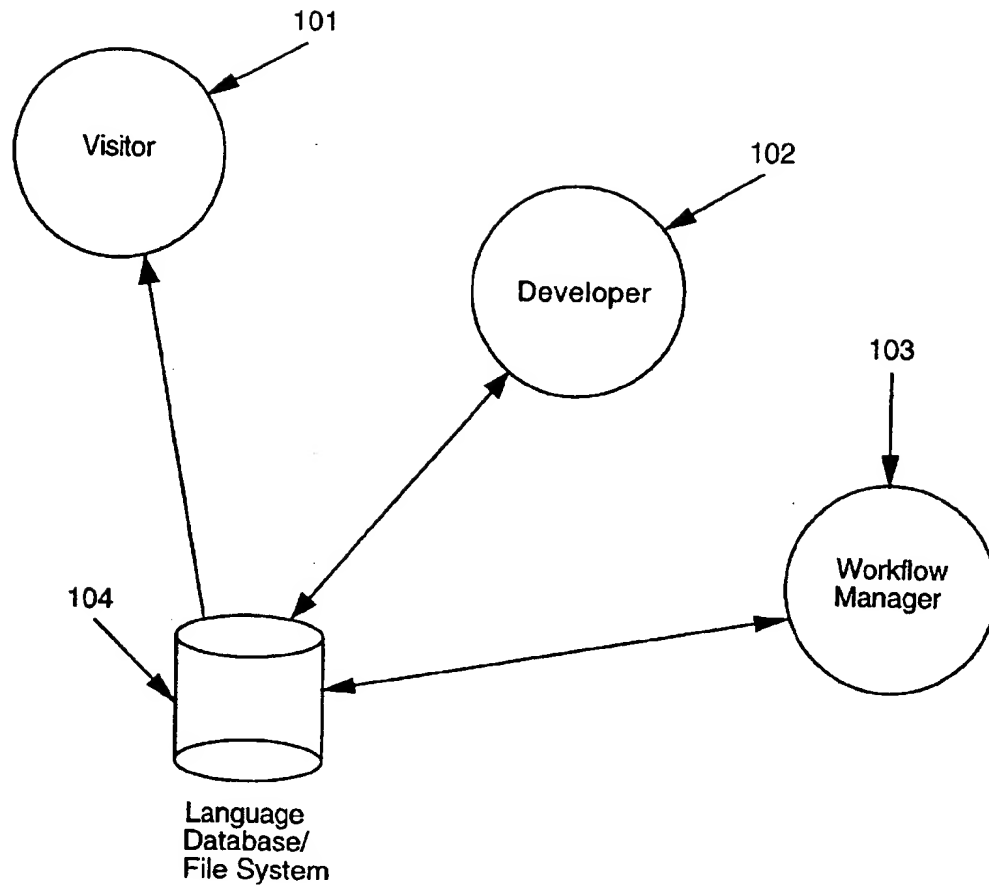 101
Visitor
102
Developer
103
Workflow
Manager
104
Language
Database/
File System